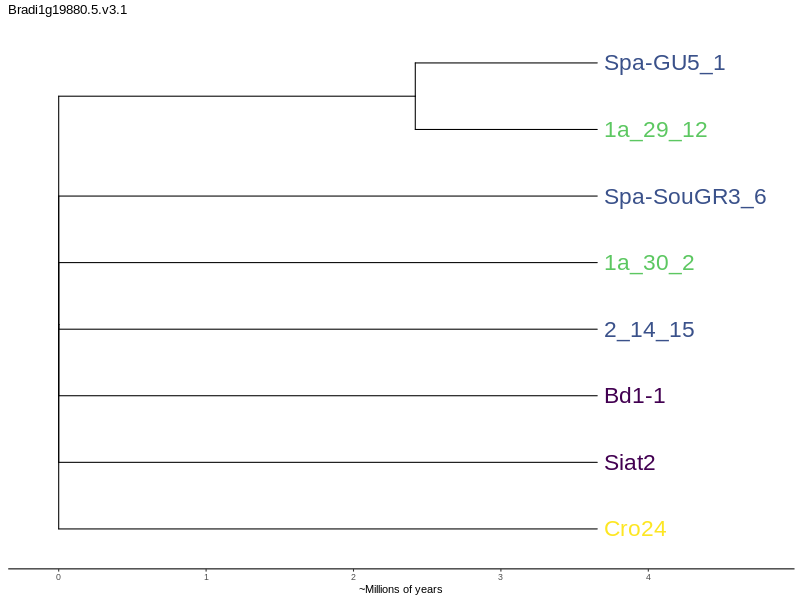 Bradi1g19880.5.v3.1
Spa-GU5_1
1a_29_12
Spa-SouGR3_6
1a_30_2
2_14_15
Bd1-1
Siat2
Cro24
0 1 2 3 4
~Millions of years